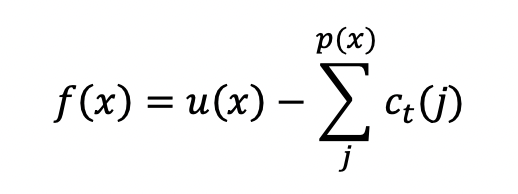 f(x) = u(x) − ∑_{j}^{p(x)} c_t(j)